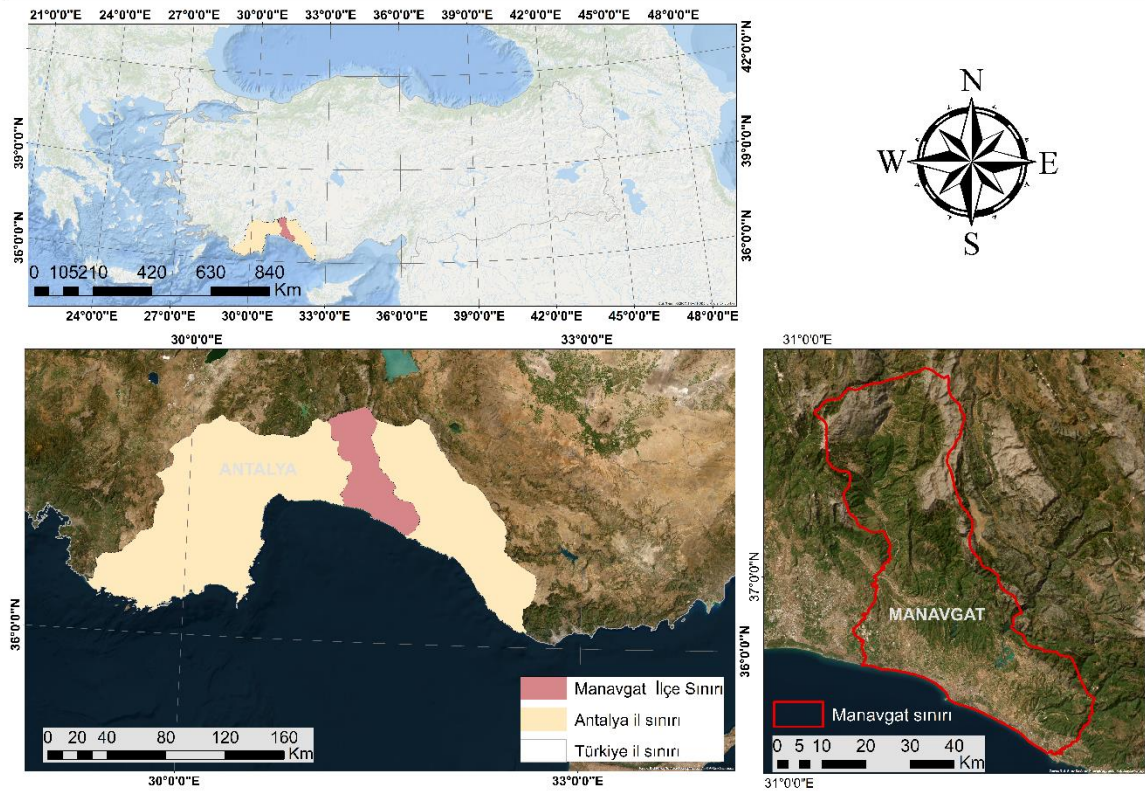 21°0'0"E 27°0'0"E 30°0'0"E 33°0'0"E 36°0'0"E 39°0'0"E 42°0'0"E 45°0'0"E 48°0'0"E
42°0'0"N
39°0'0"N
39°0'0"N
36°0'0"N
36°0'0"N
0 105210 420 630 840
Km
24°0'0"E 27°0'0"E 30°0'0"E 33°0'0"E 36°0'0"E 39°0'0"E 42°0'0"E 45°0'0"E 48°0'0"E
N
W
E
S
30°0'0"E 33°0'0"E
ANTALYA
36°0'0"N
36°0'0"N
Manavgat İlçe Sınırı
Antalya il sınırı
Türkiye il sınırı
0 20 40 80 120 160
Km
30°0'0"E 33°0'0"E
31°0'0"E
37°0'0"N
MANAVGAT
Manavgat sınırı
0 5 10 20 30 40
Km
31°0'0"E